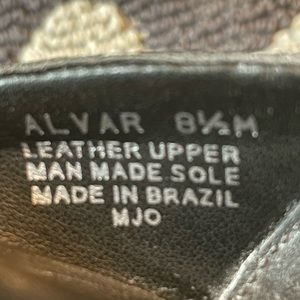 ALVAR 8½M
LEATHER UPPER
MAN MADE SOLE
MADE IN BRAZIL
MJO